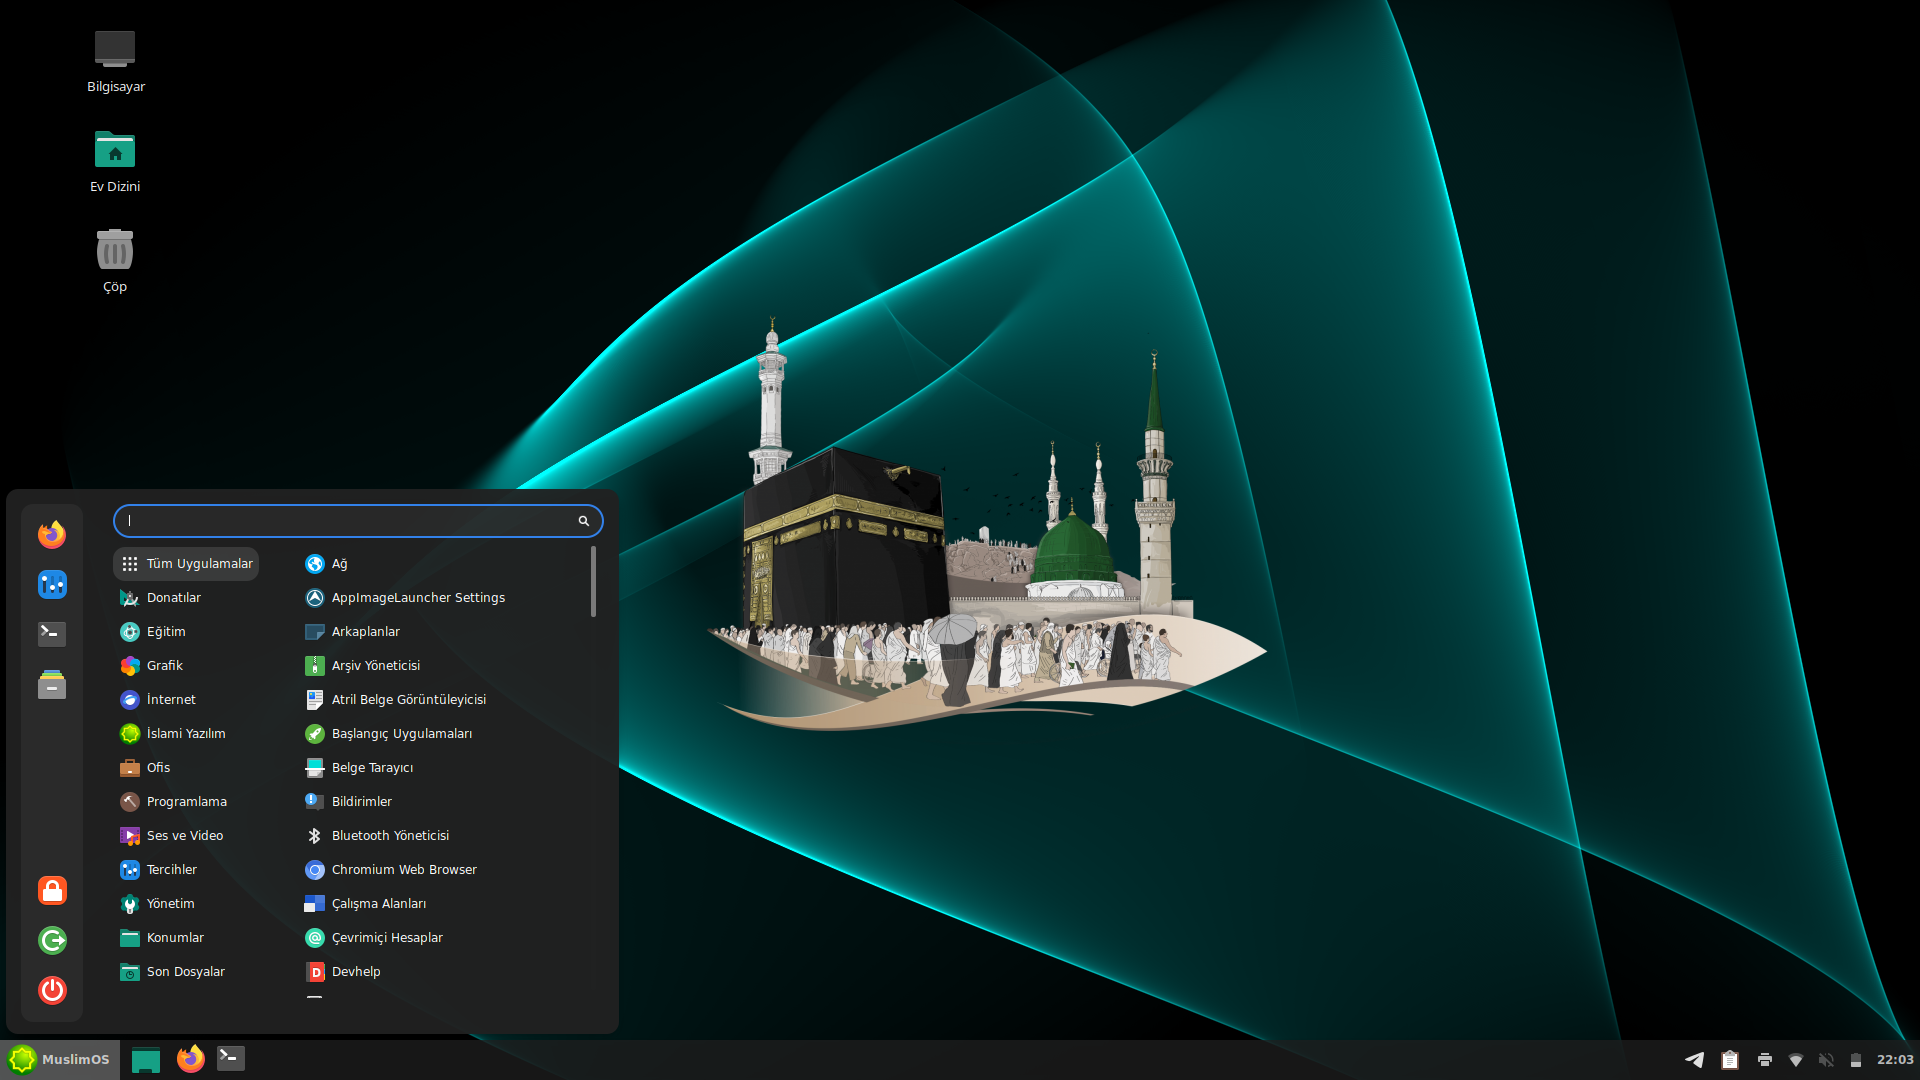 Bilgisayar
Ev Dizini
Çöp
Tüm Uygulamalar
Donatılar
Eğitim
Grafik
İnternet
İslami Yazılım
Ofis
Programlama
Ses ve Video
Tercihler
Yönetim
Konumlar
Son Dosyalar
Ağ
AppImageLauncher Settings
Arkaplanlar
Arşiv Yöneticisi
Atril Belge Görüntüleyicisi
Başlangıç Uygulamaları
Belge Tarayıcı
Bildirimler
Bluetooth Yöneticisi
Chromium Web Browser
Çalışma Alanları
Çevrimiçi Hesaplar
Devhelp
MuslimOS
22:03